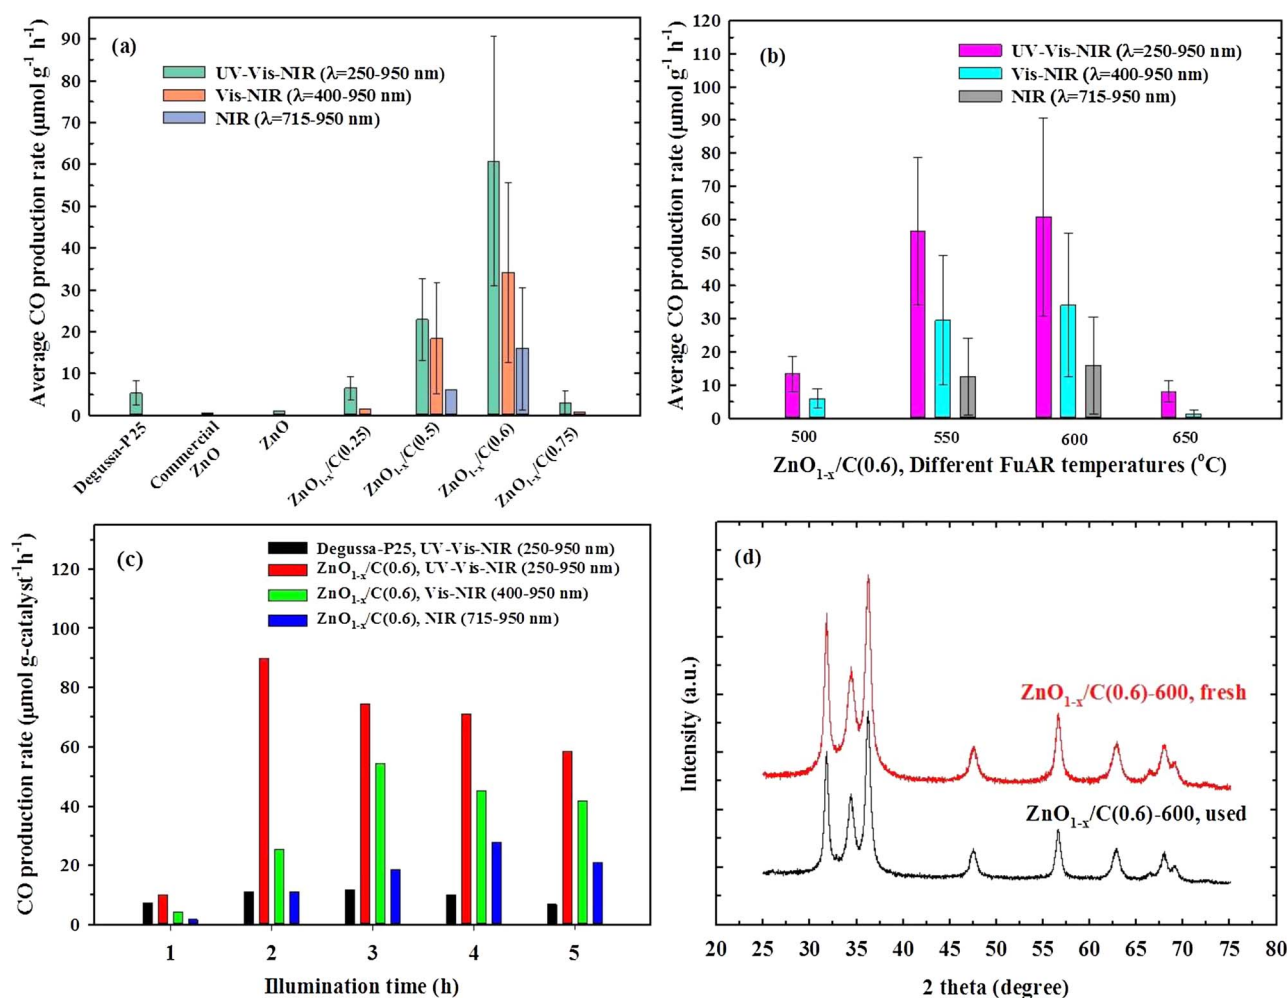 (a)
UV-Vis-NIR (λ=250-950 nm)
Vis-NIR (λ=400-950 nm)
NIR (λ=715-950 nm)
Average CO production rate (μmol g⁻¹ h⁻¹)
90
80
70
60
50
40
30
20
10
0
Degussa-P25
Commercial
ZnO
ZnO
ZnO₁₋ₓ/C(0.25)
ZnO₁₋ₓ/C(0.5)
ZnO₁₋ₓ/C(0.6)
ZnO₁₋ₓ/C(0.75)
(b)
UV-Vis-NIR (λ=250-950 nm)
Vis-NIR (λ=400-950 nm)
NIR (λ=715-950 nm)
Average CO production rate (μmol g⁻¹ h⁻¹)
120
110
100
90
80
70
60
50
40
30
20
10
0
500 550 600 650
ZnO₁₋ₓ/C(0.6), Different FuAR temperatures (°C)
(c)
Degussa-P25, UV-Vis-NIR (250-950 nm)
ZnO₁₋ₓ/C(0.6), UV-Vis-NIR (250-950 nm)
ZnO₁₋ₓ/C(0.6), Vis-NIR (400-950 nm)
ZnO₁₋ₓ/C(0.6), NIR (715-950 nm)
CO production rate (μmol g-catalyst⁻¹h⁻¹)
120
100
80
60
40
20
0
1 2 3 4 5
Illumination time (h)
(d)
ZnO₁₋ₓ/C(0.6)-600, fresh
ZnO₁₋ₓ/C(0.6)-600, used
Intensity (a.u.)
20 25 30 35 40 45 50 55 60 65 70 75 80
2 theta (degree)